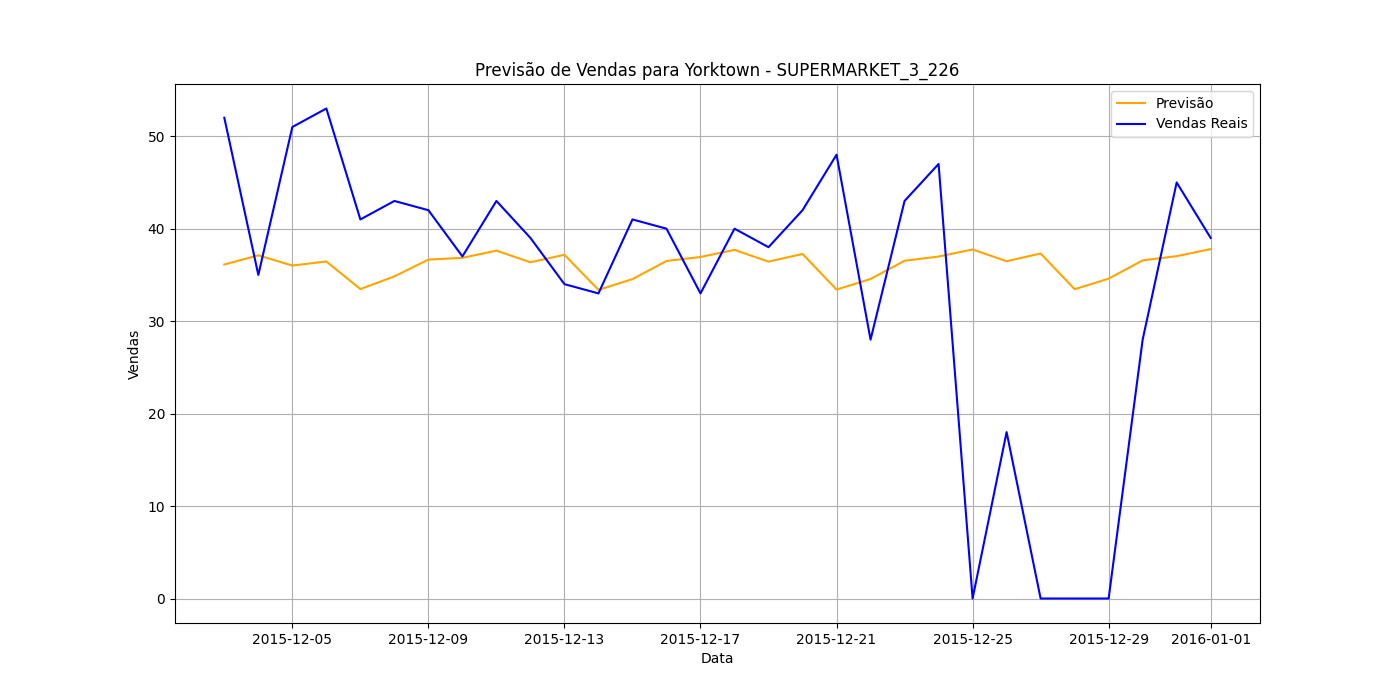 Previsão de Vendas para Yorktown - SUPERMARKET_3_226
Previsão
Vendas Reais
50
40
30
20
10
0
Vendas
2015-12-05
2015-12-09
2015-12-13
2015-12-17
2015-12-21
2015-12-25
2015-12-29
2016-01-01
Data